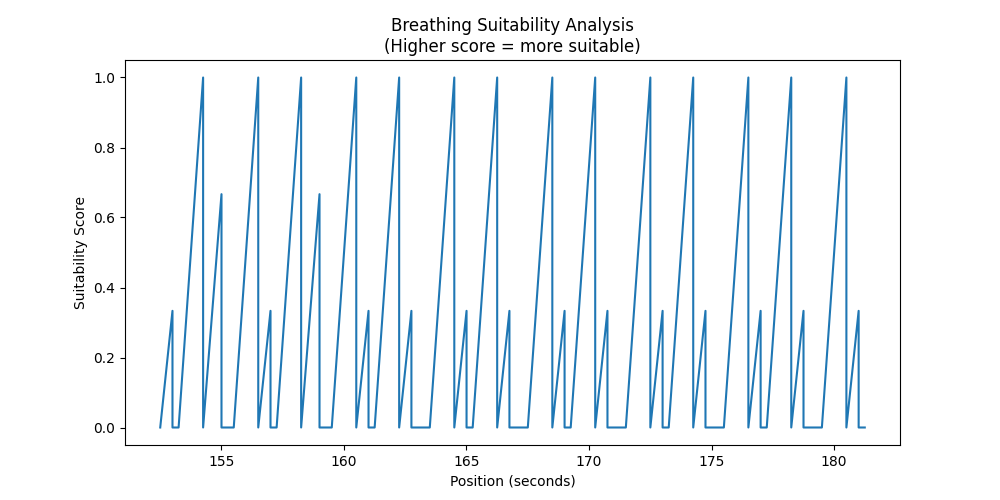 Breathing Suitability Analysis
(Higher score = more suitable)
1.0
0.8
0.6
0.4
0.2
0.0
Suitability Score
155 160 165 170 175 180
Position (seconds)